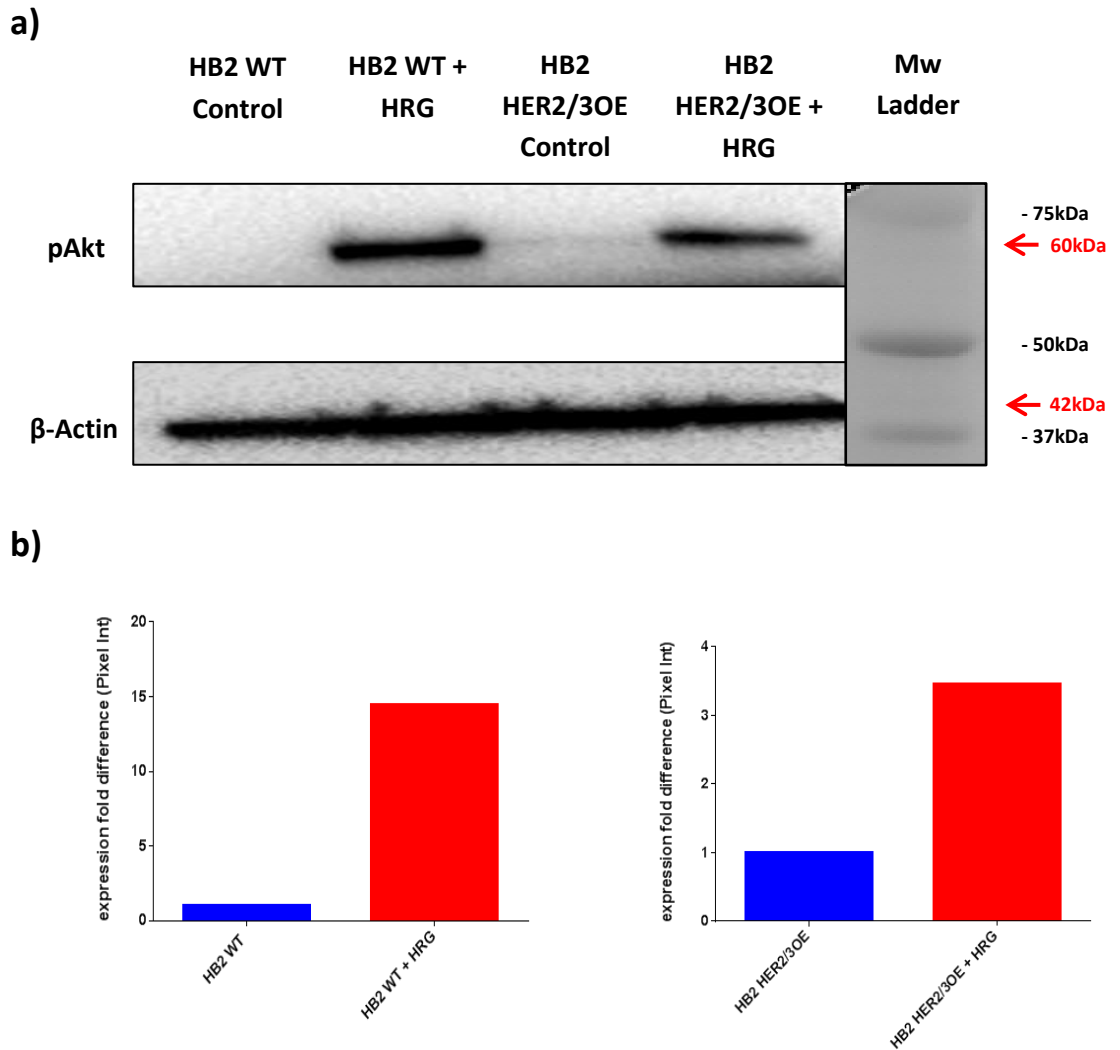 a)
HB2 WT
Control
HB2 WT +
HRG
HB2
HER2/3OE
Control
HB2
HER2/3OE +
HRG
Mw
Ladder
pAkt
- 75kDa
60kDa
- 50kDa
β-Actin
42kDa
- 37kDa
b)
expression fold difference (Pixel Int)
20
15
10
5
0
HB2 WT
HB2 WT + HRG
expression fold difference (Pixel Int)
4
3
2
1
0
HB2 HER2/3OE
HB2 HER2/3OE + HRG